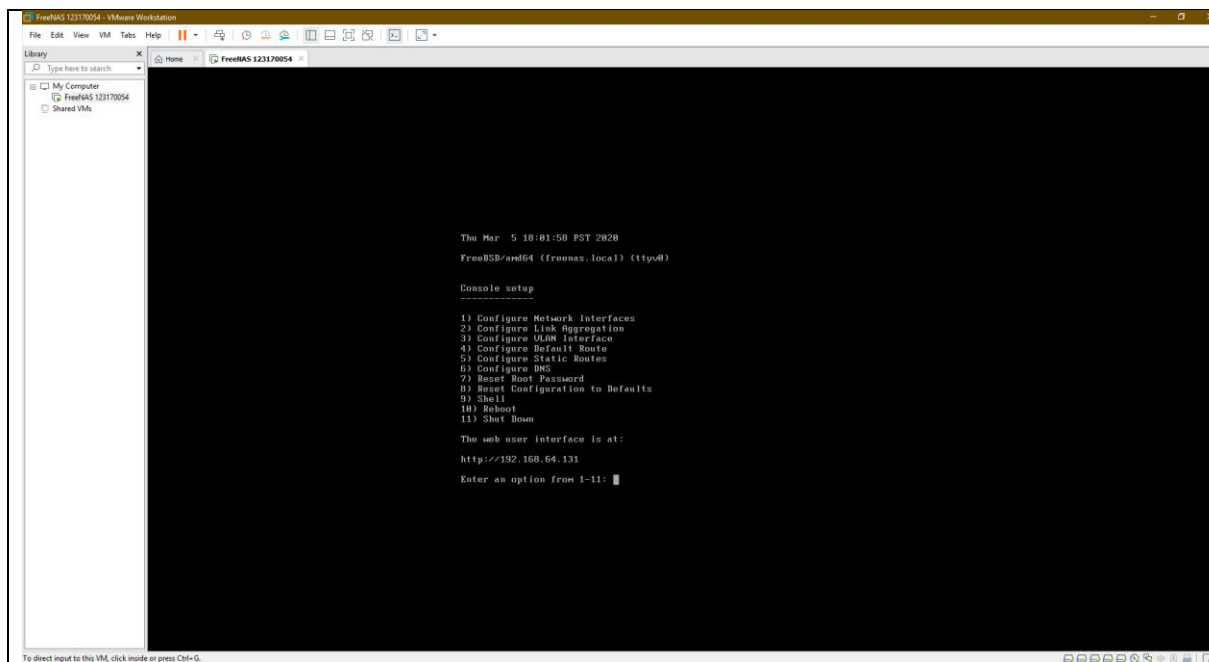 FreeNAS 123170054 - VMware Workstation
File Edit View VM Tabs Help
Library
Type here to search
My Computer
FreeNAS 123170054
Shared VMs
Home
FreeNAS 123170054
Thu Mar 5 18:01:58 PST 2020
FreeBSD/amd64 (freenas.local) (ttyv0)
Console setup
-------------
1) Configure Network Interfaces
2) Configure Link Aggregation
3) Configure VLAN Interface
4) Configure Default Route
5) Configure Static Routes
6) Configure DNS
7) Reset Root Password
8) Reset Configuration to Defaults
9) Shell
10) Reboot
11) Shut Down
The web user interface is at:
http://192.168.64.131
Enter an option from 1-11:
To direct input to this VM, click inside or press Ctrl+G.